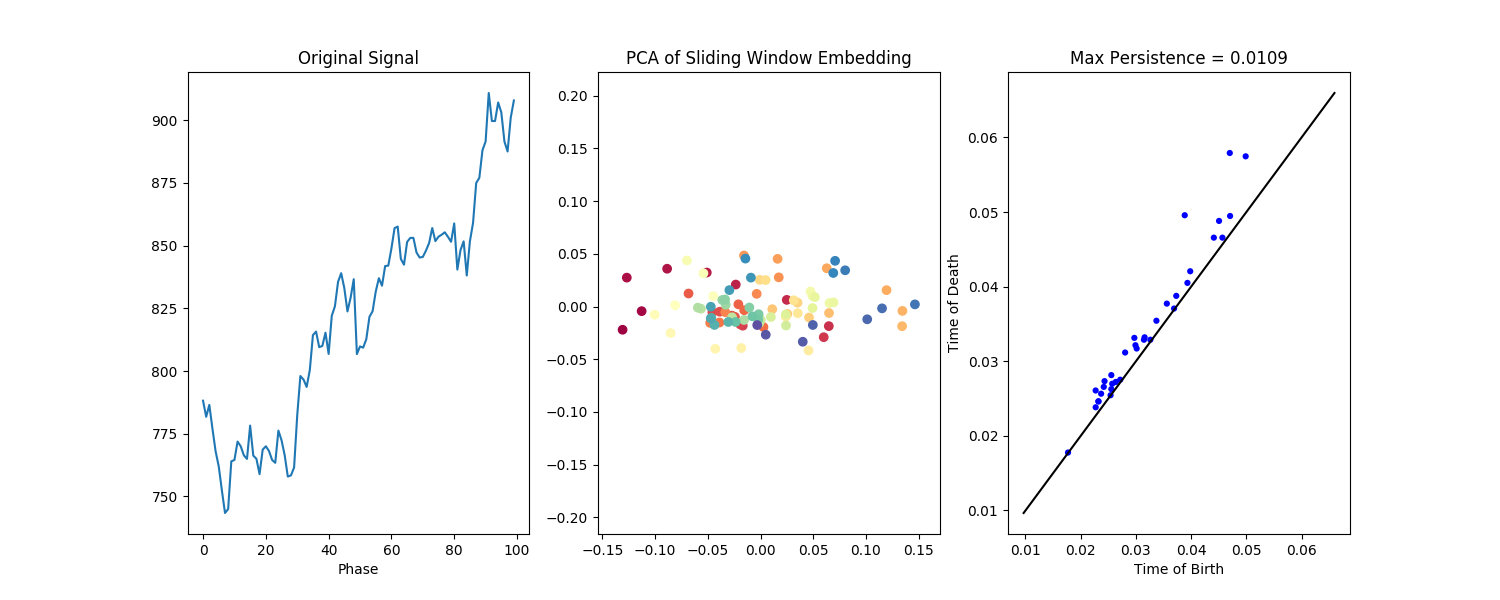 Original Signal
900
875
850
825
800
775
750
0 20 40 60 80 100
Phase
PCA of Sliding Window Embedding
0.20
0.15
0.10
0.05
0.00
−0.05
−0.10
−0.15
−0.20
−0.15 −0.10 −0.05 0.00 0.05 0.10 0.15
Max Persistence = 0.0109
Time of Death
0.06
0.05
0.04
0.03
0.02
0.01
0.01 0.02 0.03 0.04 0.05 0.06
Time of Birth